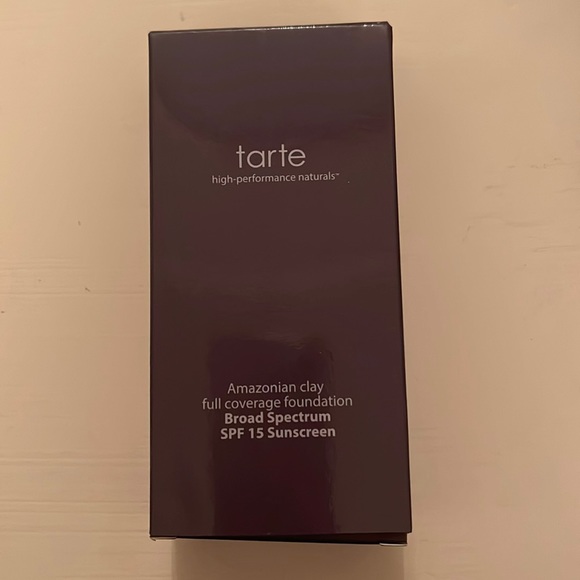 tarte
high-performance naturals™
Amazonian clay
full coverage foundation
Broad Spectrum
SPF 15 Sunscreen